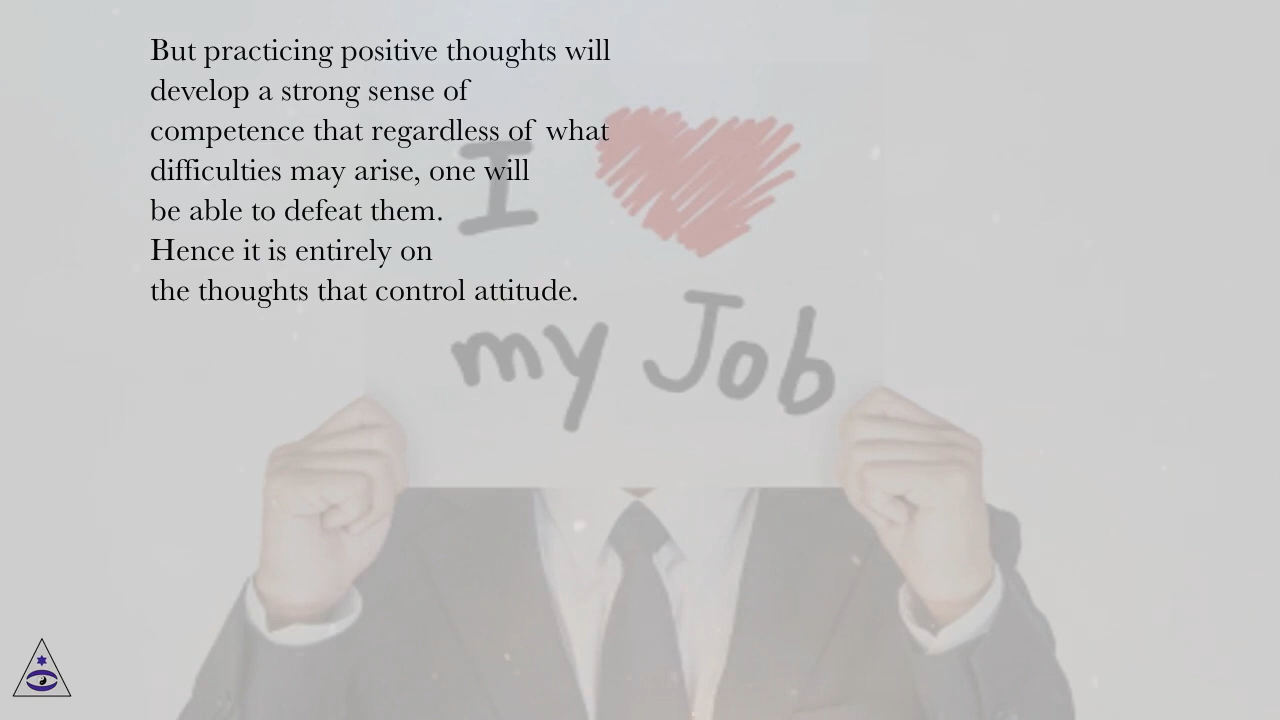 But practicing positive thoughts will
develop a strong sense of
competence that regardless of what
difficulties may arise, one will
be able to defeat them.
Hence it is entirely on
the thoughts that control attitude.
I
my Job